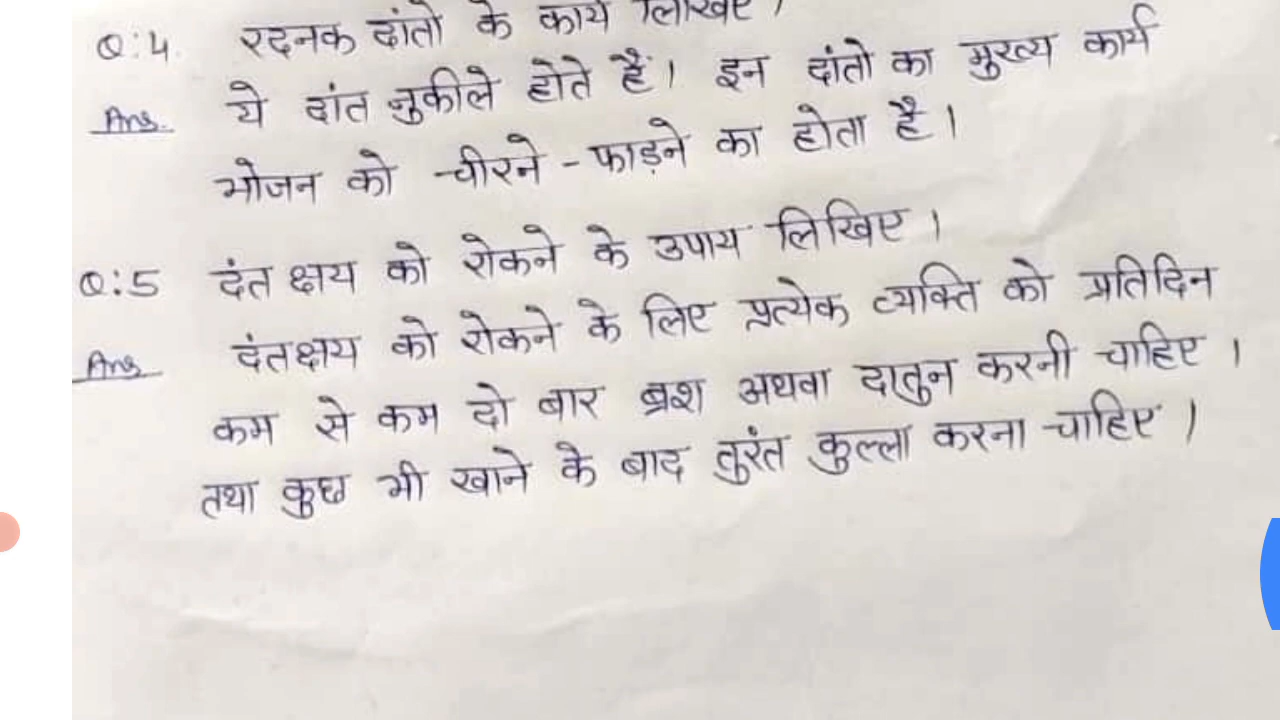 Q:4. रदनक दांतो के कार्य लिखिए।
Ans. ये दांत नुकीले होते हैं। इन दांतो का मुख्य कार्य
भोजन को चीरने - फाड़ने का होता है।
Q:5 दंत क्षय को रोकने के उपाय लिखिए।
Ans दंतक्षय को रोकने के लिए प्रत्येक व्यक्ति को प्रतिदिन
कम से कम दो बार ब्रश अथवा दातुन करनी चाहिए।
तथा कुछ भी खाने के बाद तुरंत कुल्ला करना चाहिए।